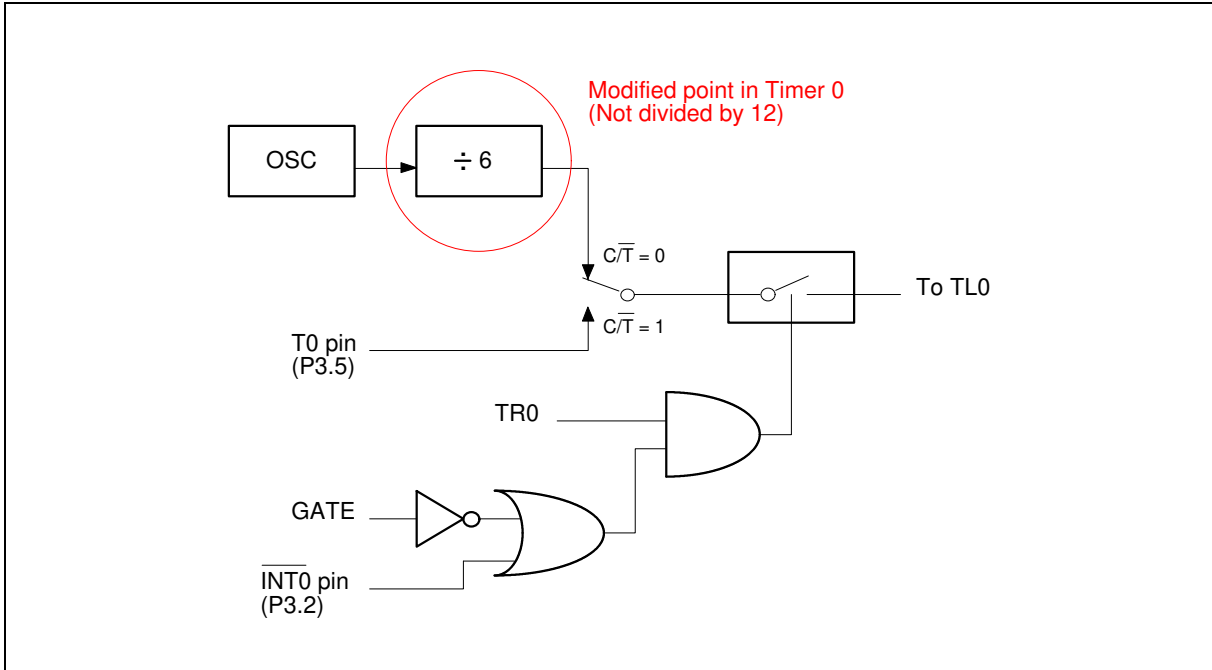 Modified point in Timer 0
(Not divided by 12)
OSC
÷ 6
C/T̅ = 0
To TL0
C/T̅ = 1
T0 pin
(P3.5)
TR0
GATE
I̅N̅T̅0̅ pin
(P3.2)